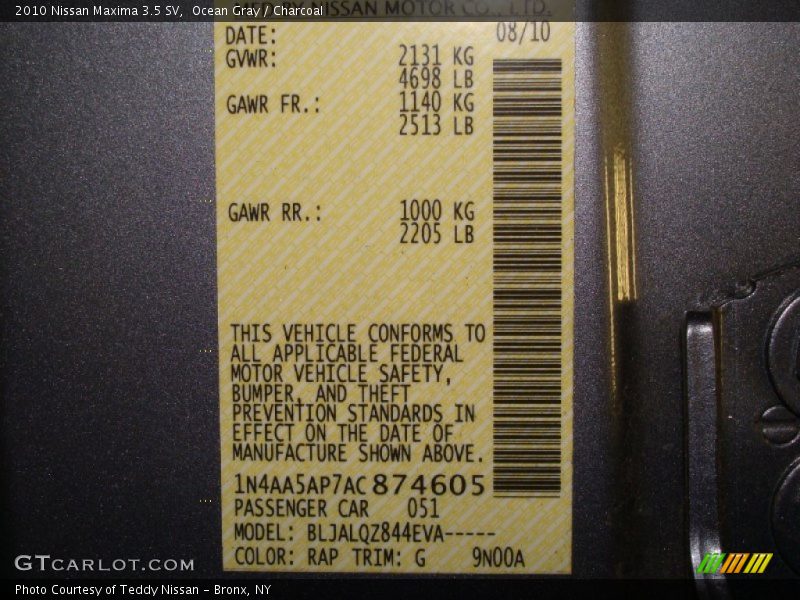 2010 Nissan Maxima 3.5 SV,  Ocean Gray / Charcoal
NISSAN MOTOR CO., LTD.
DATE: 08/10
GVWR: 2131 KG
4698 LB
GAWR FR.: 1140 KG
2513 LB
GAWR RR.: 1000 KG
2205 LB
THIS VEHICLE CONFORMS TO
ALL APPLICABLE FEDERAL
MOTOR VEHICLE SAFETY,
BUMPER, AND THEFT
PREVENTION STANDARDS IN
EFFECT ON THE DATE OF
MANUFACTURE SHOWN ABOVE.
1N4AA5AP7AC874605
PASSENGER CAR 051
MODEL: BLJALQZ844EVA-----
COLOR: RAP TRIM: G 9N00A
GTCARLOT.COM
Photo Courtesy of Teddy Nissan – Bronx, NY